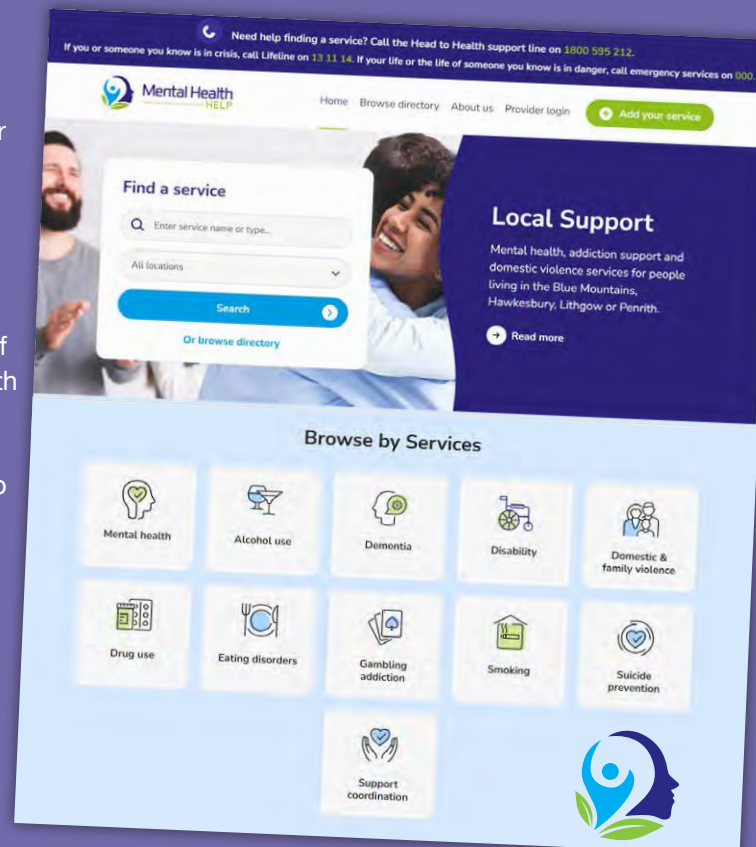 r
f
th
o
Need help finding a service? Call the Head to Health support line on 1800 595 212.
If you or someone you know is in crisis, call Lifeline on 13 11 14. If your life or the life of someone you know is in danger, call emergency services on 000.
Mental Health
HELP
Home Browse directory About us Provider login Add your service
Find a service
Enter service name or type...
All locations
Search
Or browse directory
Local Support
Mental health, addiction support and
domestic violence services for people
living in the Blue Mountains,
Hawkesbury, Lithgow or Penrith.
Read more
Browse by Services
Mental health
Alcohol use
Dementia
Disability
Domestic &
family violence
Drug use
Eating disorders
Gambling
addiction
Smoking
Suicide
prevention
Support
coordination